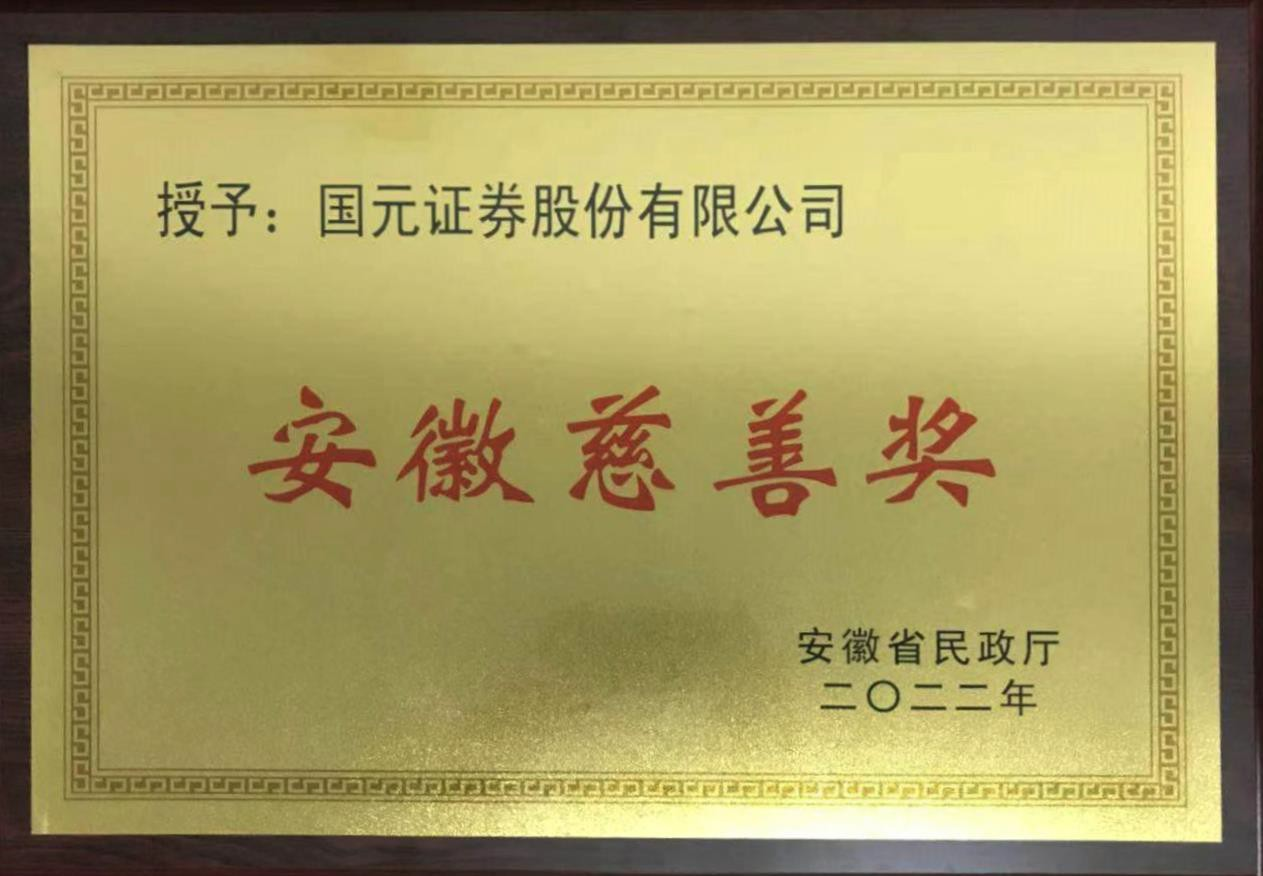 授予：国元证券股份有限公司
安徽慈善奖
安徽省民政厅
二〇二二年